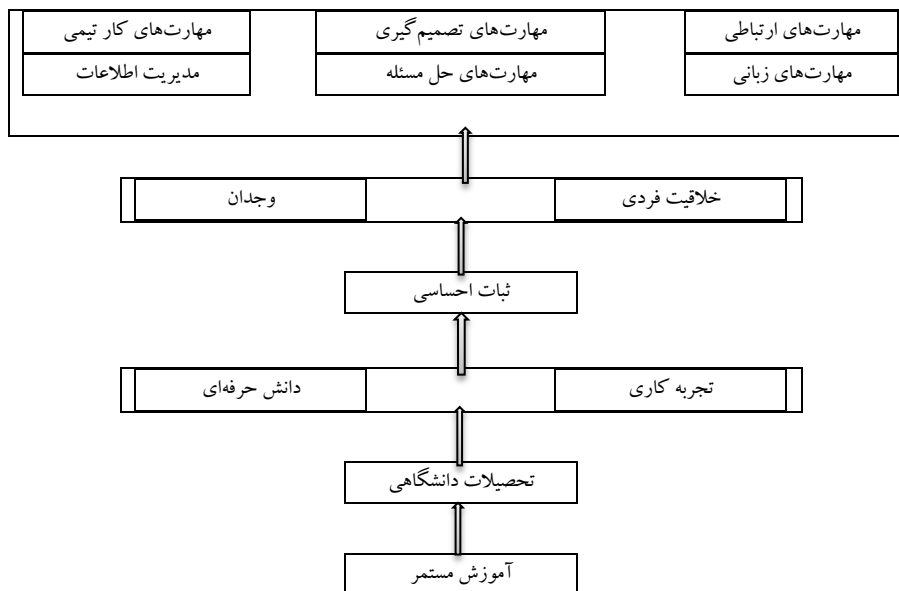 مهارت‌های ارتباطی
مهارت‌های تصمیم‌گیری
مهارت‌های کار تیمی
مهارت‌های زبانی
مهارت‌های حل مسئله
مدیریت اطلاعات
خلاقیت فردی
وجدان
ثبات احساسی
تجربه کاری
دانش حرفه‌ای
تحصیلات دانشگاهی
آموزش مستمر